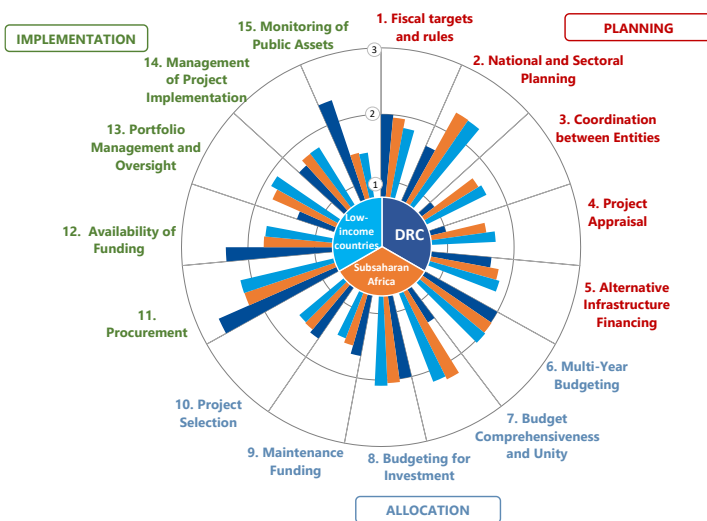 IMPLEMENTATION
PLANNING
1. Fiscal targets
and rules
2. National and Sectoral
Planning
3. Coordination
between Entities
4. Project
Appraisal
5. Alternative
Infrastructure
Financing
6. Multi-Year
Budgeting
7. Budget
Comprehensiveness
and Unity
8. Budgeting for
Investment
9. Maintenance
Funding
10. Project
Selection
11.
Procurement
12. Availability of
Funding
13. Portfolio
Management and
Oversight
14. Management
of Project
Implementation
15. Monitoring of
Public Assets
3
2
1
Low-
income
countries
DRC
Subsaharan
Africa
ALLOCATION